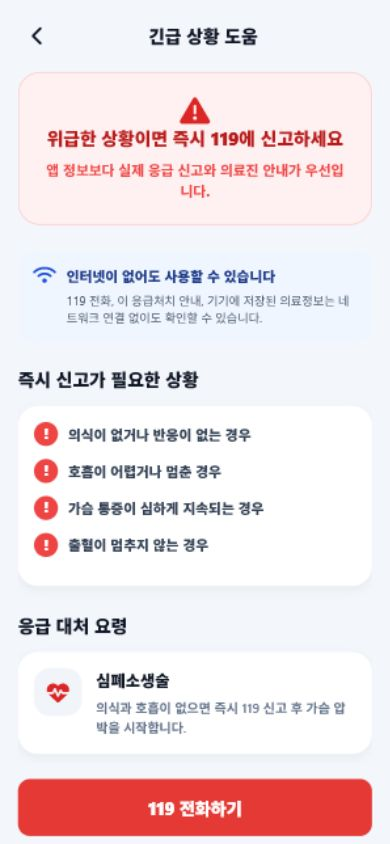 긴급 상황 도움
위급한 상황이면 즉시 119에 신고하세요
앱 정보보다 실제 응급 신고와 의료진 안내가 우선입
니다.
인터넷이 없어도 사용할 수 있습니다
119 전화, 이 응급처치 안내, 기기에 저장된 의료정보는 네
트워크 연결 없이도 확인할 수 있습니다.
즉시 신고가 필요한 상황
의식이 없거나 반응이 없는 경우
호흡이 어렵거나 멈춘 경우
가슴 통증이 심하게 지속되는 경우
출혈이 멈추지 않는 경우
응급 대처 요령
심폐소생술
의식과 호흡이 없으면 즉시 119 신고 후 가슴 압
박을 시작합니다.
119 전화하기